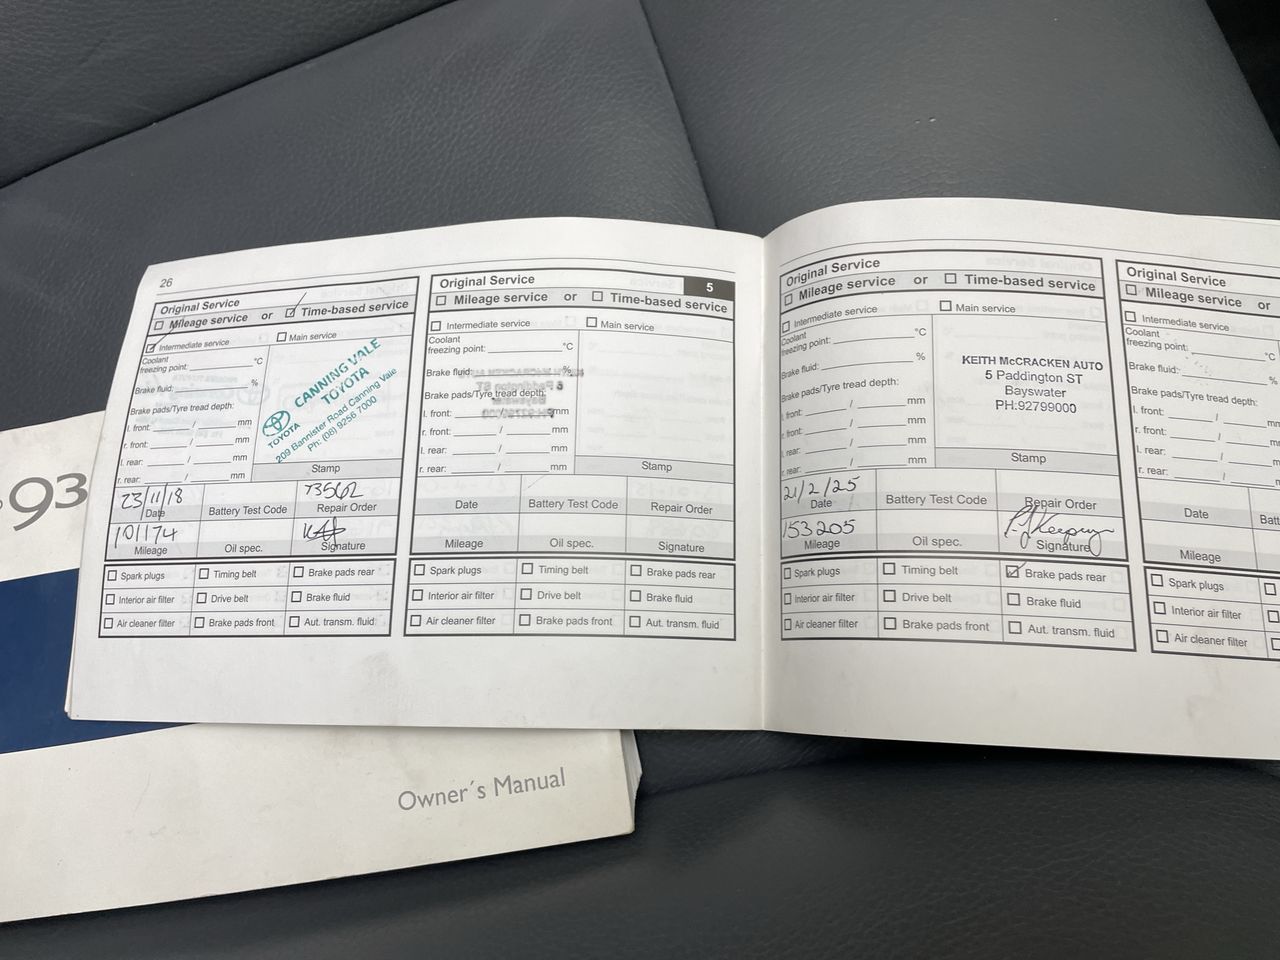 93
Owner´s Manual
26
Original Service
Mileage service or Time-based service
Intermediate service Main service
Coolant
freezing point: °C
Brake fluid: %
Brake pads/Tyre tread depth:
l. front: / mm
r. front: / mm
l. rear: / mm
r. rear: / mm
CANNING VALE
TOYOTA
TOYOTA
209 Bannister Road Canning Vale
Ph: (08) 9256 7000
Stamp
23/11/18 73562
Date Battery Test Code Repair Order
101174
Mileage Oil spec. Signature
Spark plugs Timing belt Brake pads rear
Interior air filter Drive belt Brake fluid
Air cleaner filter Brake pads front Aut. transm. fluid
Original Service 5
Mileage service or Time-based service
Intermediate service Main service
Coolant
freezing point: °C
Brake fluid: %
Brake pads/Tyre tread depth:
l. front: / mm
r. front: / mm
l. rear: / mm
r. rear: / mm
Stamp
Date Battery Test Code Repair Order
Mileage Oil spec. Signature
Spark plugs Timing belt Brake pads rear
Interior air filter Drive belt Brake fluid
Air cleaner filter Brake pads front Aut. transm. fluid
Original Service
Mileage service or Time-based service
Intermediate service Main service
Coolant
freezing point: °C
Brake fluid: %
Brake pads/Tyre tread depth:
l. front: / mm
r. front: / mm
l. rear: / mm
r. rear: / mm
KEITH McCRACKEN AUTO
5 Paddington ST
Bayswater
PH:92799000
Stamp
21/2/25
Date Battery Test Code Repair Order
153205
Mileage Oil spec. Signature
Spark plugs Timing belt Brake pads rear
Interior air filter Drive belt Brake fluid
Air cleaner filter Brake pads front Aut. transm. fluid
Original Service
Mileage service or
Intermediate service
Coolant
freezing point: °C
Brake fluid: %
Brake pads/Tyre tread depth:
l. front: / mm
r. front: / mm
l. rear: / mm
r. rear: / mm
Date Batt
Mileage
Spark plugs
Interior air filter
Air cleaner filter